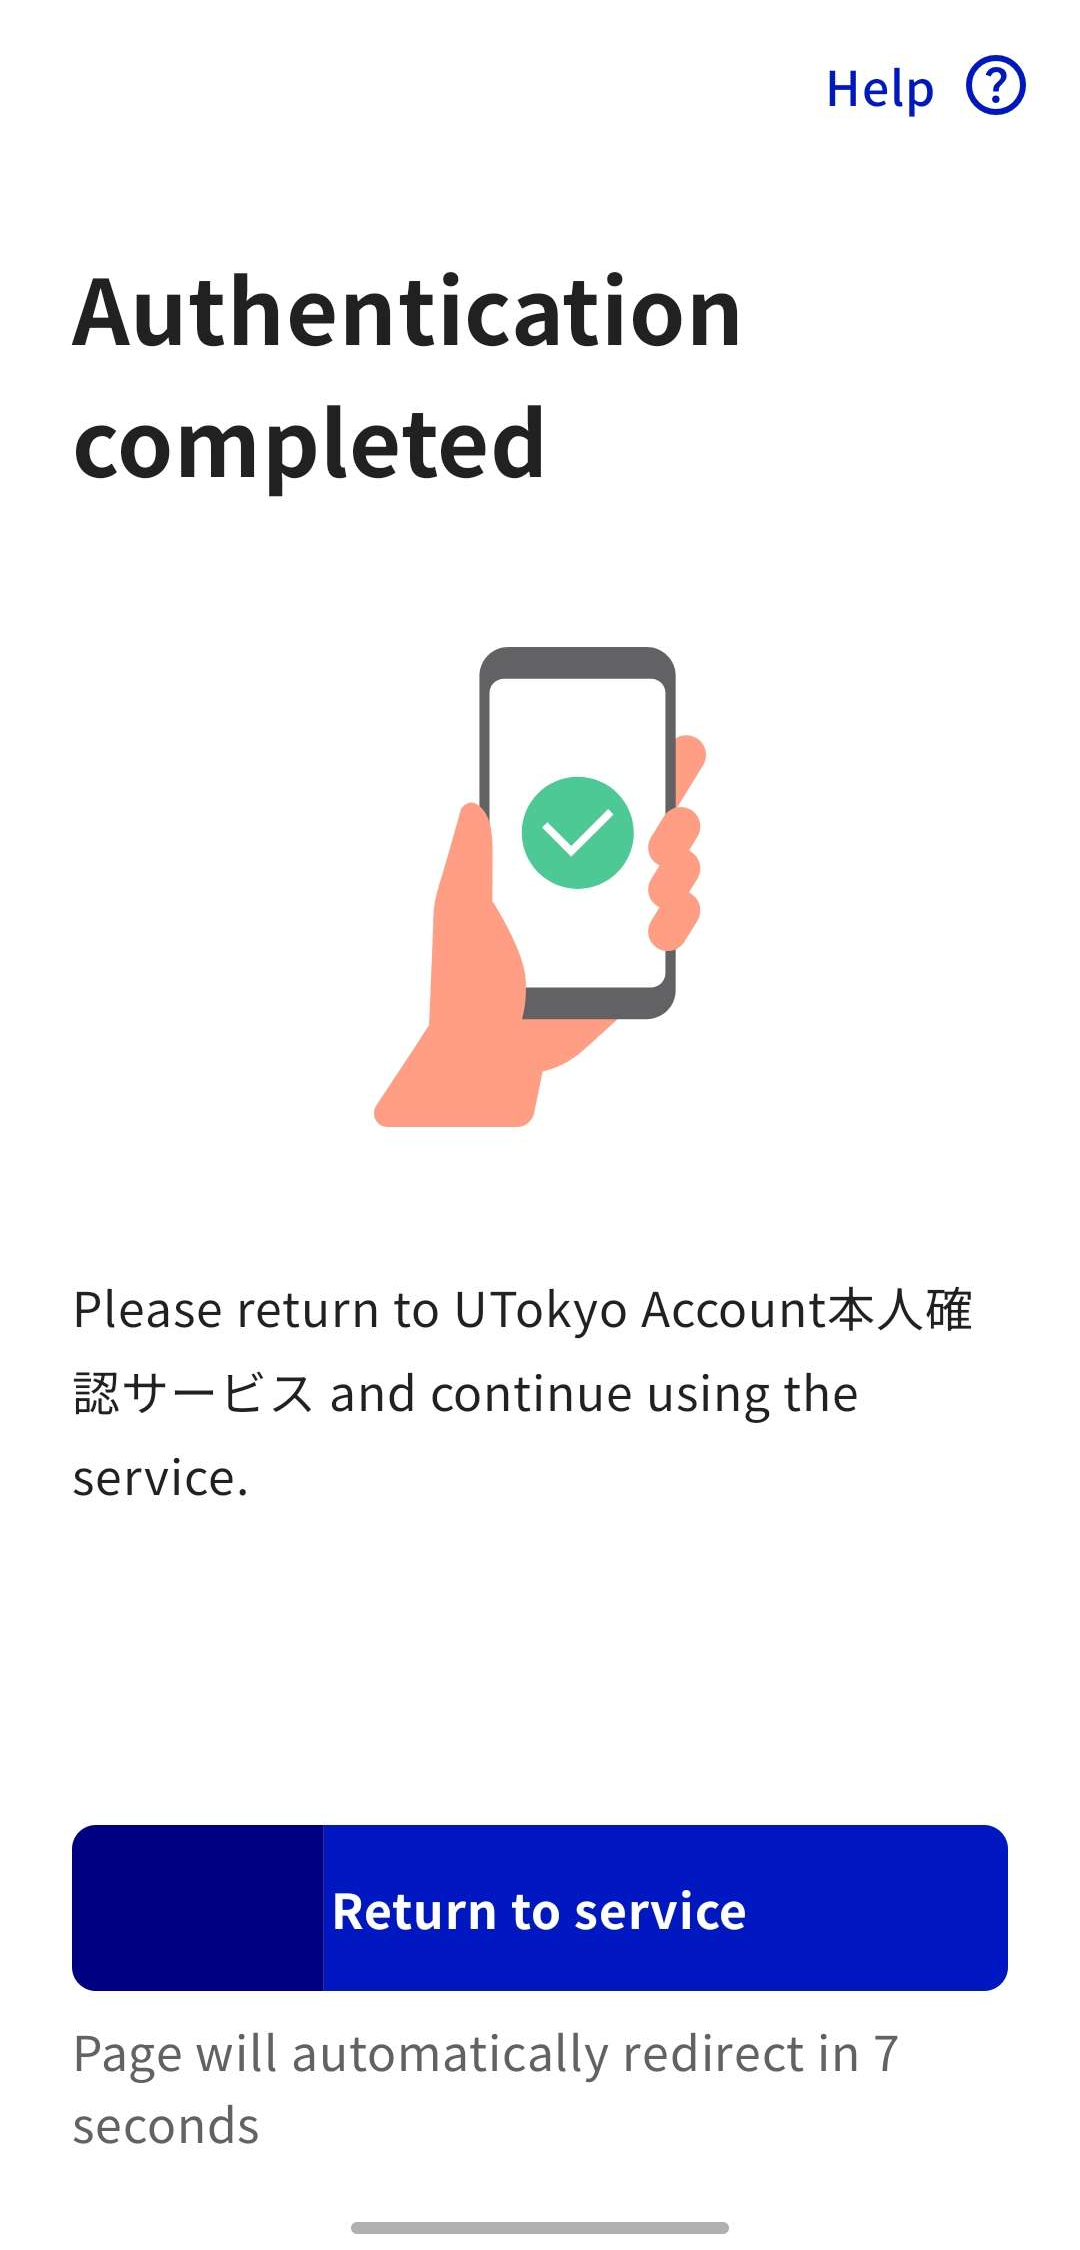 Help ?
Authentication
completed
Please return to UTokyo Account本人確
認サービス and continue using the
service.
Return to service
Page will automatically redirect in 7
seconds